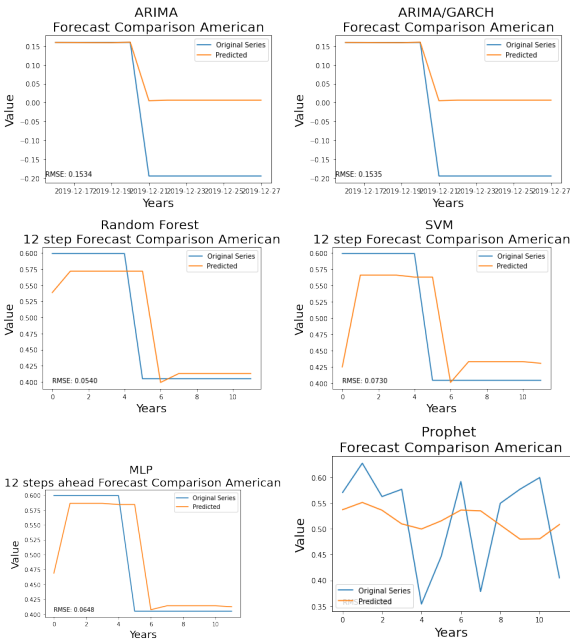 ARIMA
Forecast Comparison American
Original Series
Predicted
0.15
0.10
0.05
0.00
−0.05
−0.10
−0.15
−0.20
Value
RMSE: 0.1534
2019-12-17 2019-12-19 2019-12-21 2019-12-23 2019-12-25 2019-12-27
Years
ARIMA/GARCH
Forecast Comparison American
Original Series
Predicted
0.15
0.10
0.05
0.00
−0.05
−0.10
−0.15
−0.20
Value
RMSE: 0.1535
2019-12-17 2019-12-19 2019-12-21 2019-12-23 2019-12-25 2019-12-27
Years
Random Forest
12 step Forecast Comparison American
Original Series
Predicted
0.600
0.575
0.550
0.525
0.500
0.475
0.450
0.425
0.400
Value
RMSE: 0.0540
0 2 4 6 8 10
Years
SVM
12 step Forecast Comparison American
Original Series
Predicted
0.600
0.575
0.550
0.525
0.500
0.475
0.450
0.425
0.400
Value
RMSE: 0.0730
0 2 4 6 8 10
Years
MLP
12 steps ahead Forecast Comparison American
Original Series
Predicted
0.600
0.575
0.550
0.525
0.500
0.475
0.450
0.425
0.400
Value
RMSE: 0.0648
0 2 4 6 8 10
Years
Prophet
Forecast Comparison American
0.60
0.55
0.50
0.45
0.40
0.35
Value
Original Series
Predicted
0 2 4 6 8 10
Years